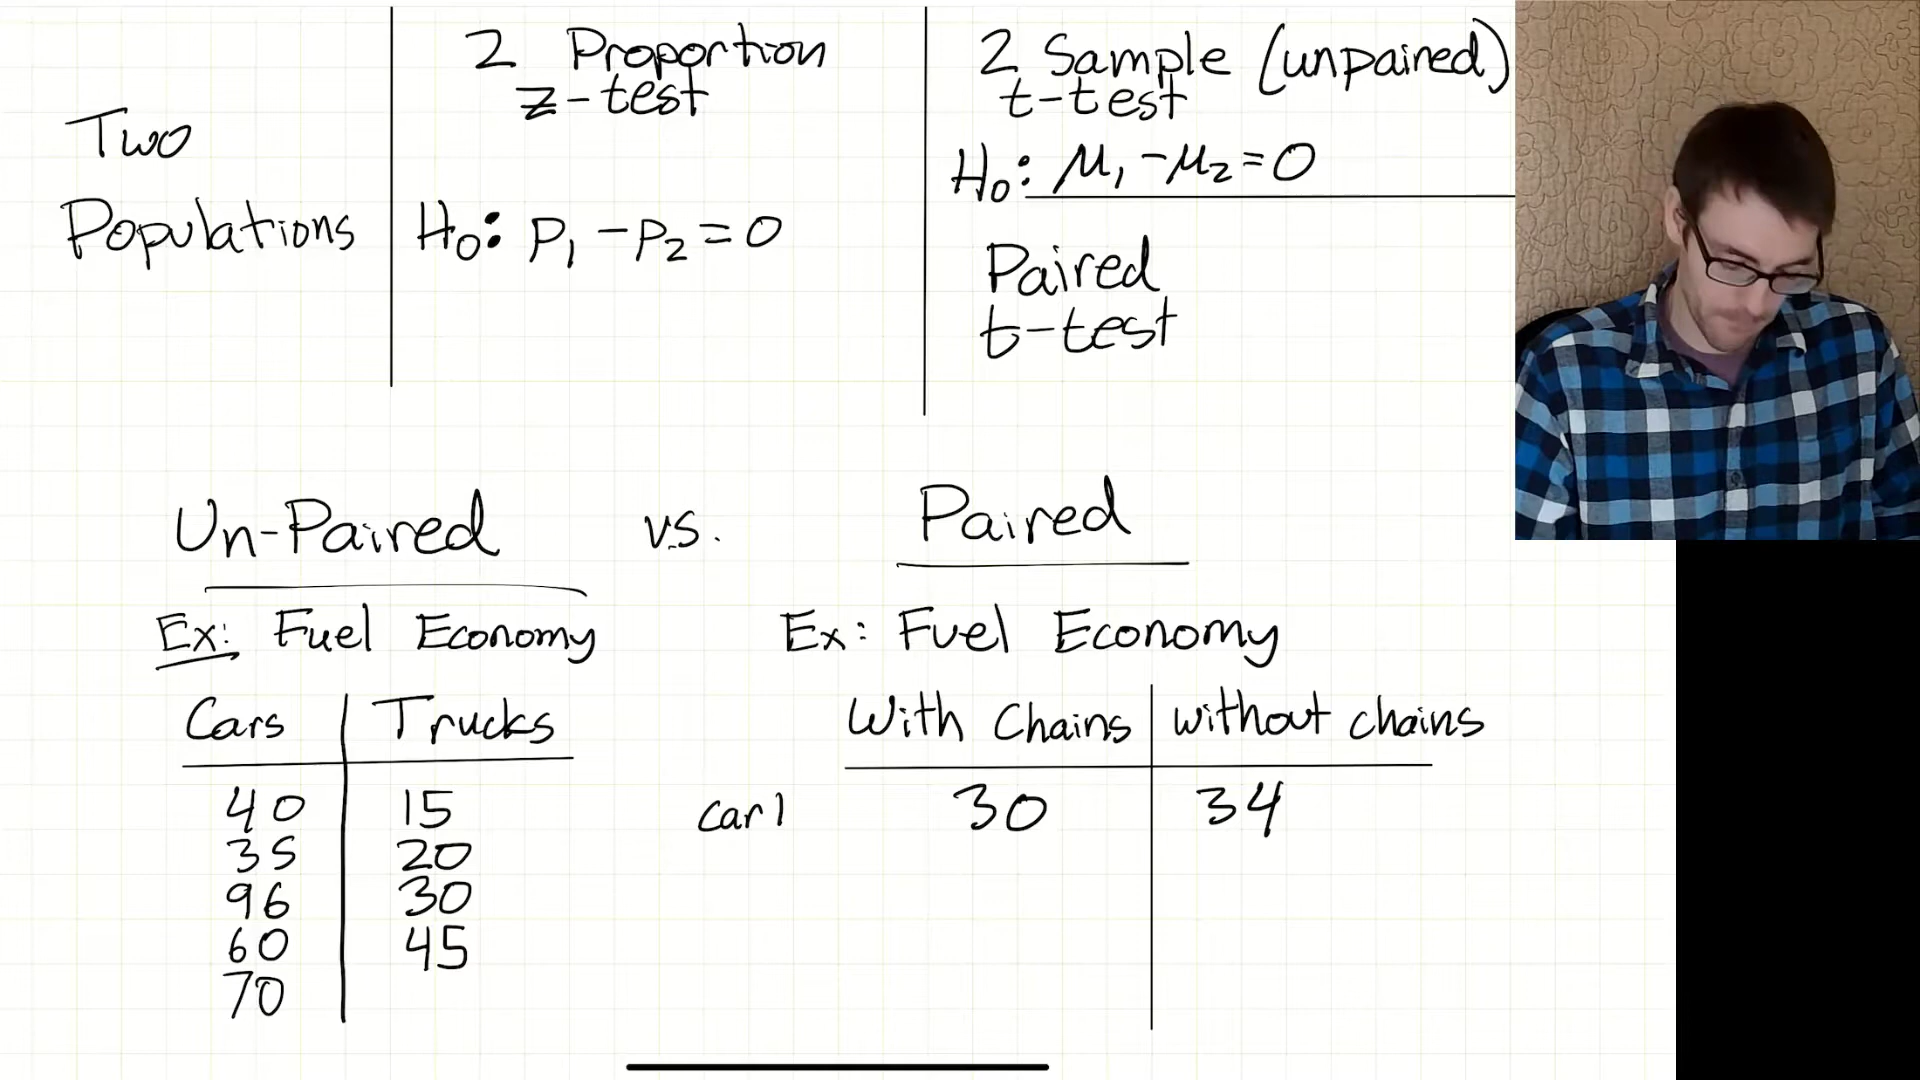 Two
Populations
2 Proportion
z-test
H₀: p₁ - p₂ = 0
2 Sample (unpaired)
t-test
H₀: μ₁ - μ₂ = 0
Paired
t-test
Un-Paired vs. Paired
Ex: Fuel Economy
Cars | Trucks
40 15
35 20
96 30
60 45
70
Ex: Fuel Economy
With Chains | without chains
car 1 30 34